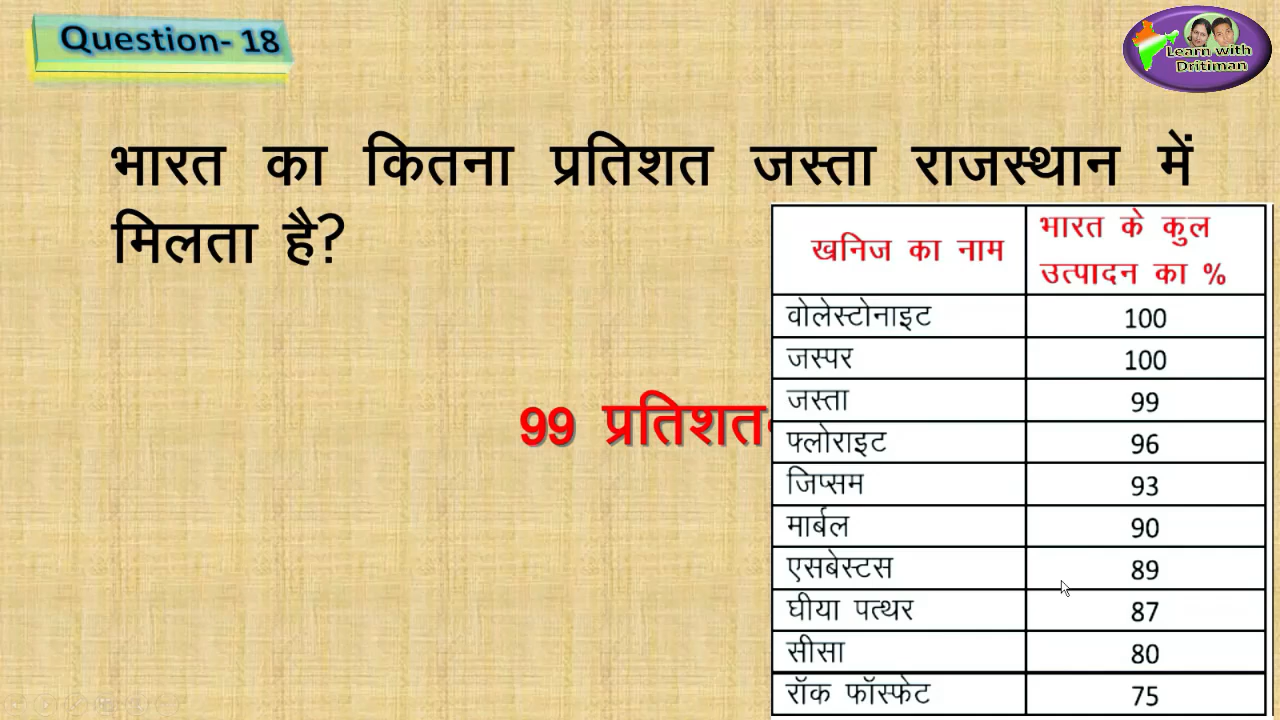 Question- 18
Learn with
Dritiman
भारत का कितना प्रतिशत जस्ता राजस्थान में
मिलता है?
99 प्रतिशत
खनिज का नाम
भारत के कुल
उत्पादन का %
वोलेस्टोनाइट 100
जस्पर 100
जस्ता 99
फ्लोराइट 96
जिप्सम 93
मार्बल 90
एसबेस्टस 89
घीया पत्थर 87
सीसा 80
रॉक फॉस्फेट 75